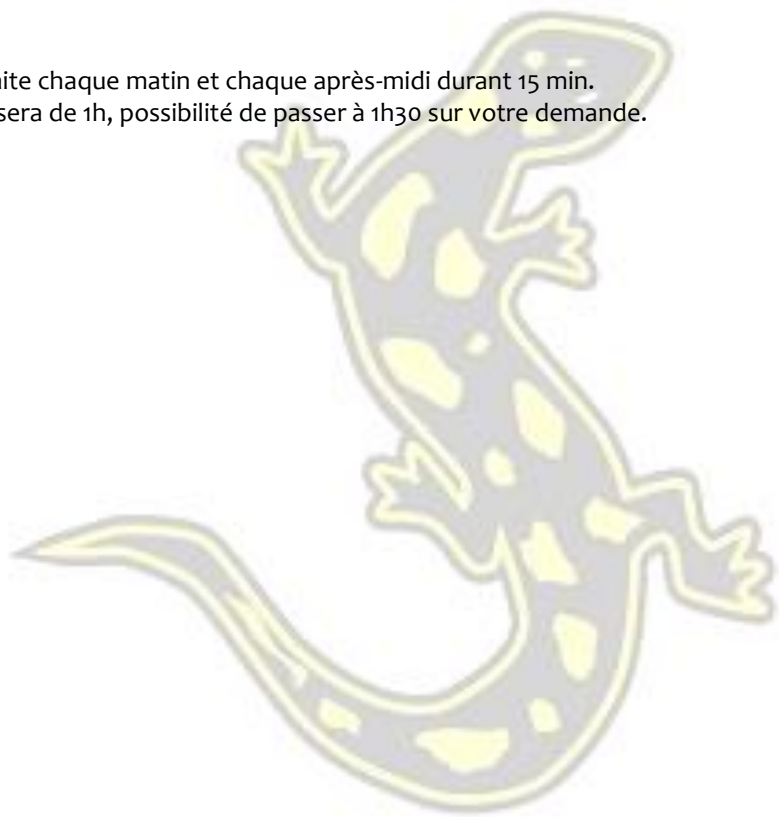 ite chaque matin et chaque après-midi durant 15 min.
sera de 1h, possibilité de passer à 1h30 sur votre demande.